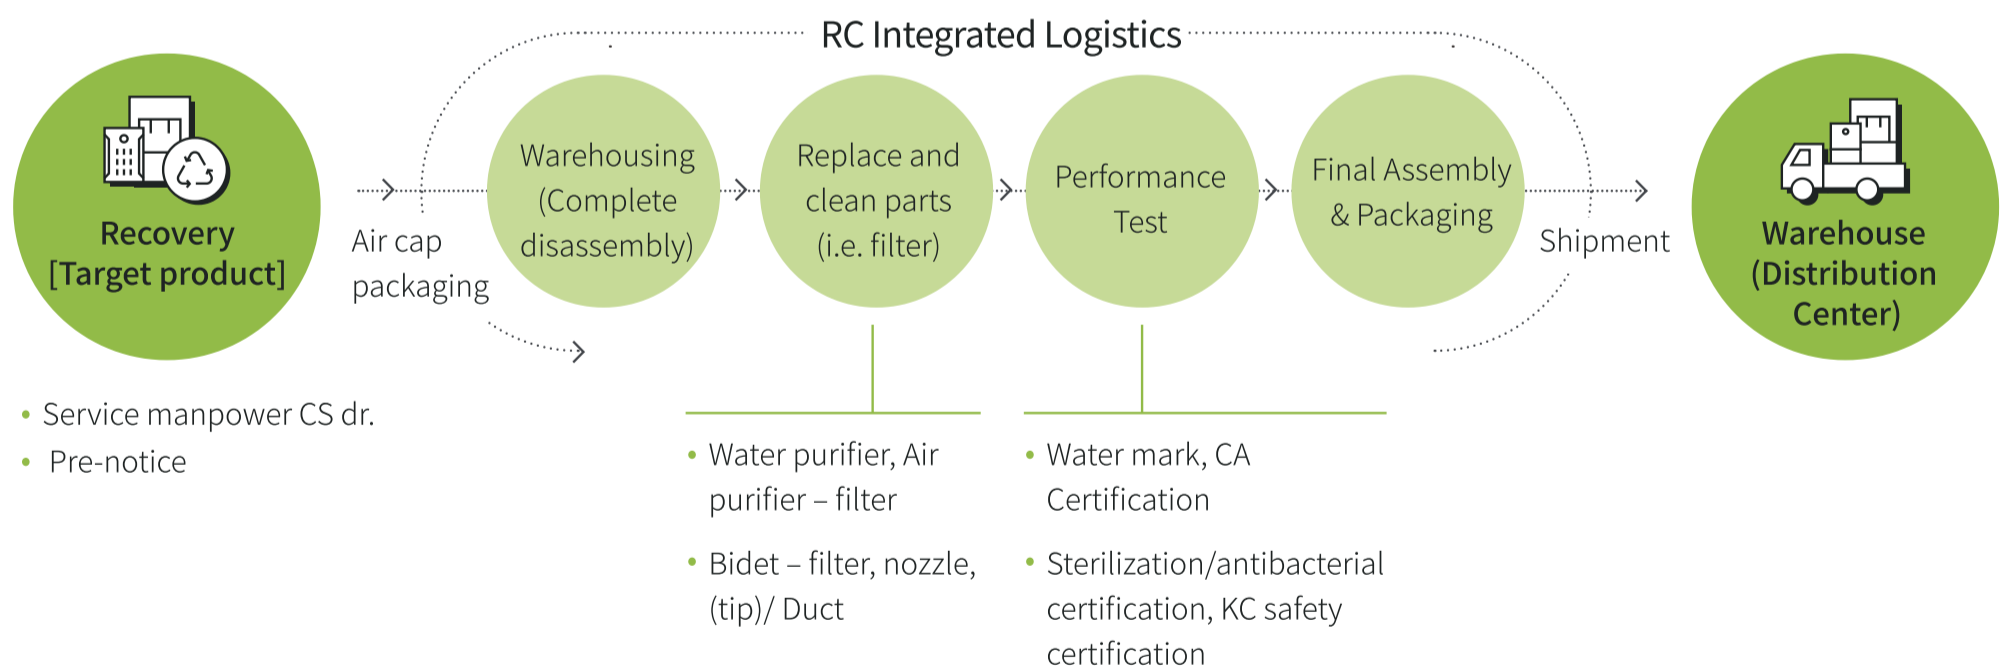 RC Integrated Logistics
Recovery
[Target product]
• Service manpower CS dr.
• Pre-notice
Air cap
packaging
Warehousing
(Complete
disassembly)
Replace and
clean parts
(i.e. filter)
• Water purifier, Air
purifier – filter
• Bidet – filter, nozzle,
(tip)/ Duct
Performance
Test
• Water mark, CA
Certification
• Sterilization/antibacterial
certification, KC safety
certification
Final Assembly
& Packaging
Shipment
Warehouse
(Distribution
Center)